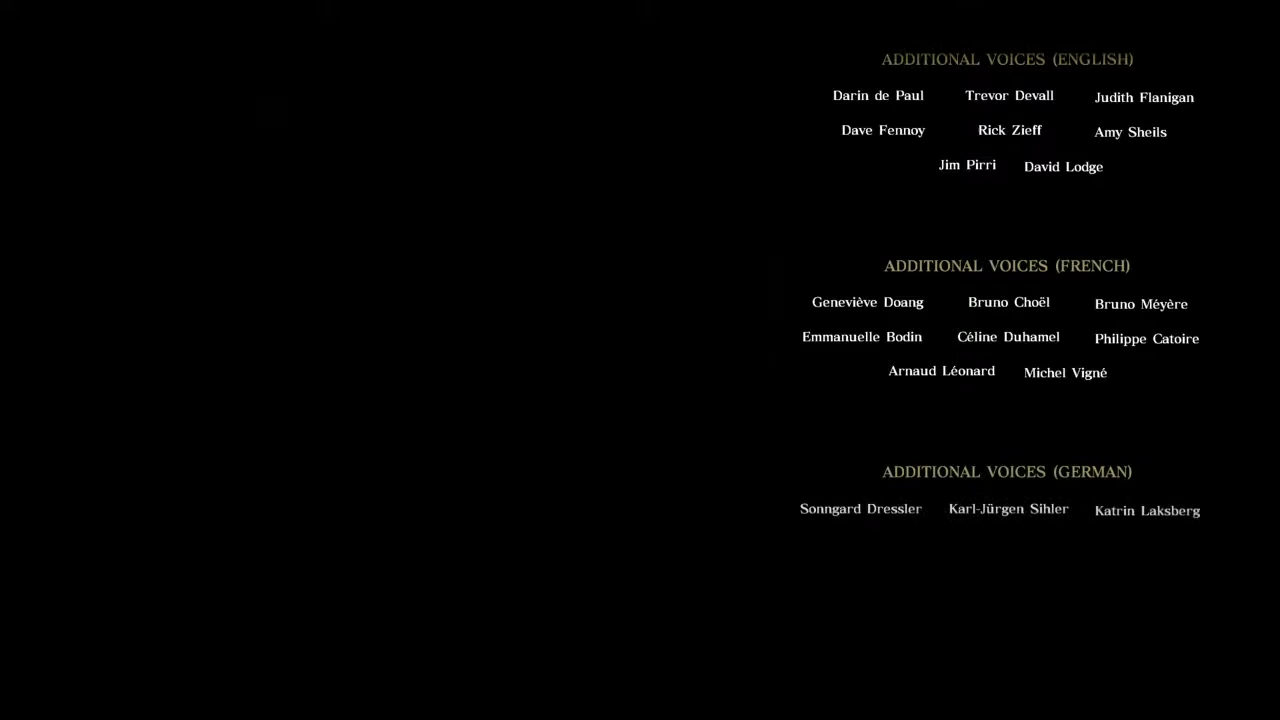 ADDITIONAL VOICES (ENGLISH)
Darin de Paul Trevor Devall Judith Flanigan
Dave Fennoy Rick Zieff Amy Sheils
Jim Pirri David Lodge
ADDITIONAL VOICES (FRENCH)
Geneviève Doang Bruno Choël Bruno Méyère
Emmanuelle Bodin Céline Duhamel Philippe Catoire
Arnaud Léonard Michel Vigné
ADDITIONAL VOICES (GERMAN)
Sonngard Dressler Karl-Jürgen Sihler Katrin Laksberg